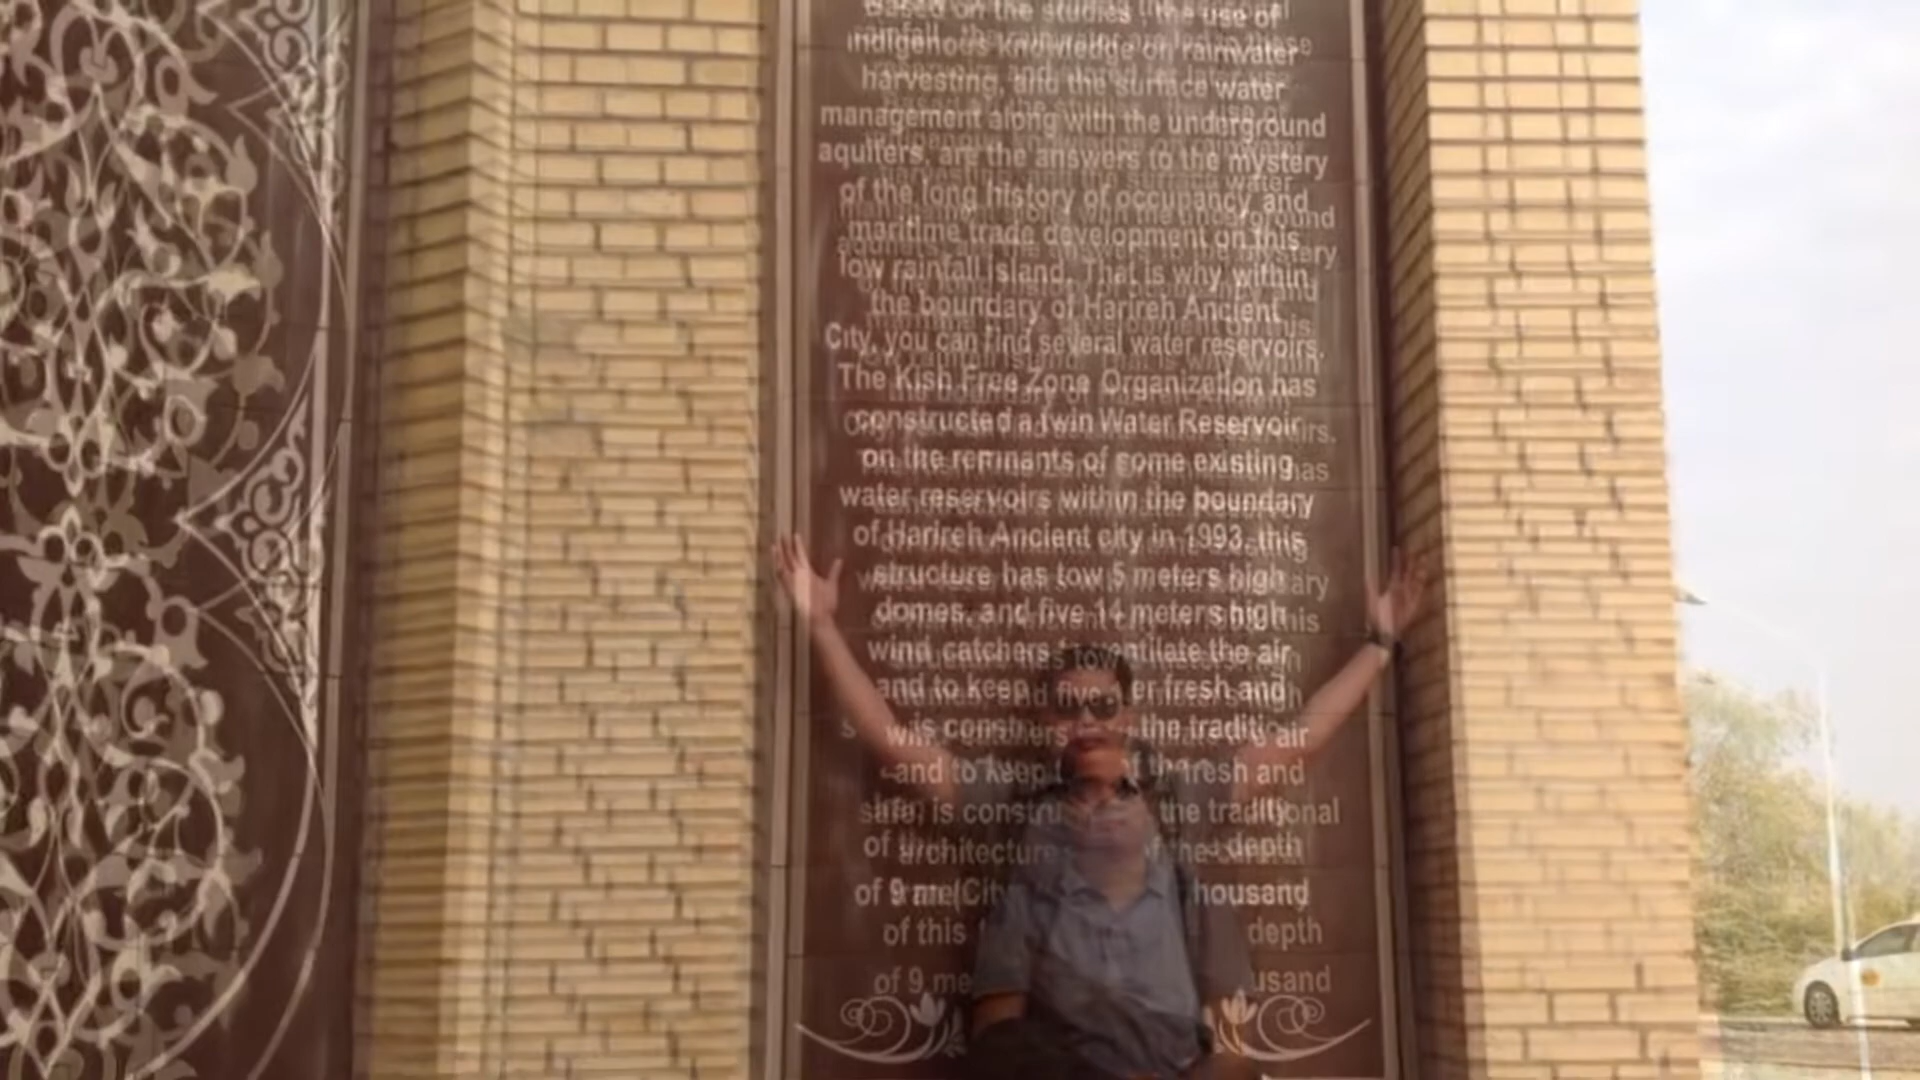 Based on the studies , the use of
indigenous knowledge on rainwater
harvesting, and the surface water
management along with the underground
aquifers, are the answers to the mystery
of the long history of occupancy and
maritime trade development on this
low rainfall island. That is why, within
the boundary of Harireh Ancient
City, you can find several water reservoirs.
The Kish Free Zone Organization has
constructed a twin Water Reservoir
on the remnants of some existing
water reservoirs within the boundary
of Harireh Ancient city in 1993, this
structure has tow 5 meters high
domes, and five 14 meters high
wind catchers to ventilate the air
and to keep fresh and
safe, is the traditional
architecture
of this depth
of 9